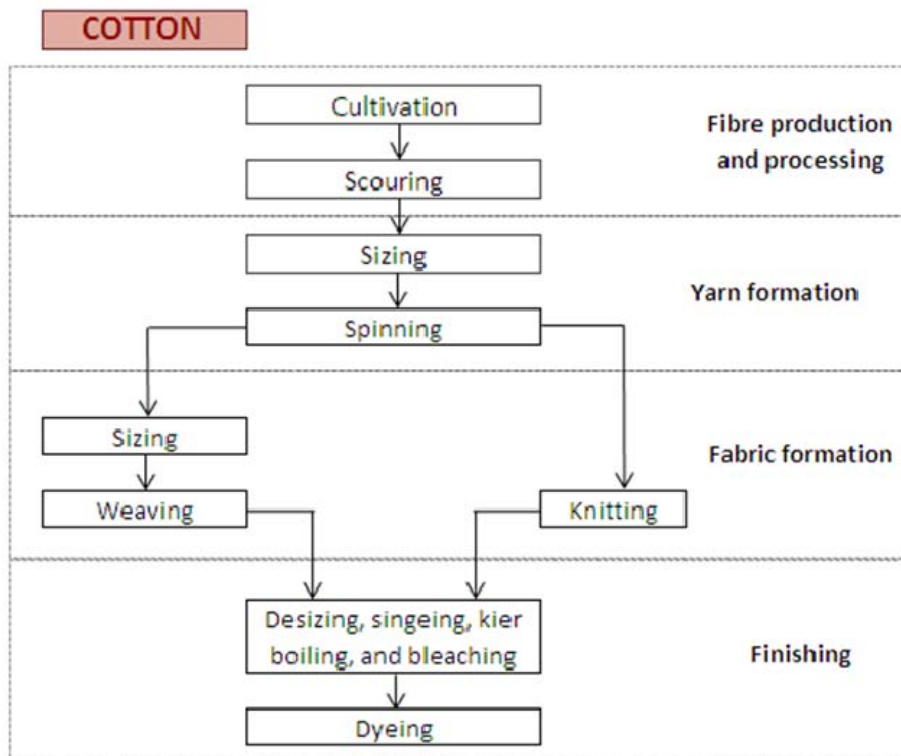 COTTON
Cultivation
Fibre production
and processing
Scouring
Sizing
Yarn formation
Spinning
Sizing
Fabric formation
Weaving
Knitting
Desizing, singeing, kier
boiling, and bleaching
Finishing
Dyeing